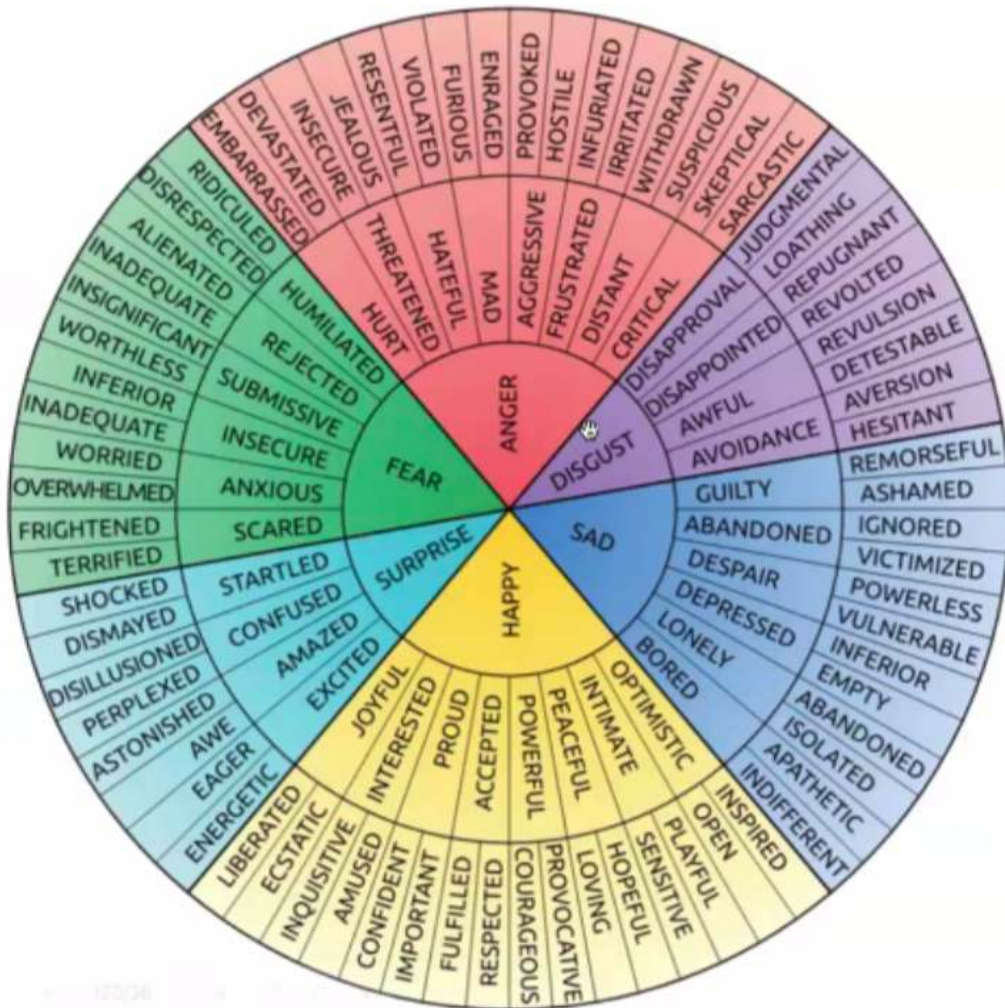 ANGER
HURT
THREATENED
HATEFUL
MAD
AGGRESSIVE
FRUSTRATED
DISTANT
CRITICAL
EMBARRASSED
DEVASTATED
INSECURE
JEALOUS
RESENTFUL
VIOLATED
FURIOUS
ENRAGED
PROVOKED
HOSTILE
INFURIATED
IRRITATED
WITHDRAWN
SUSPICIOUS
SKEPTICAL
SARCASTIC
DISGUST
DISAPPROVAL
DISAPPOINTED
AWFUL
AVOIDANCE
JUDGMENTAL
LOATHING
REPUGNANT
REVOLTED
REVULSION
DETESTABLE
AVERSION
HESITANT
SAD
GUILTY
ABANDONED
DESPAIR
DEPRESSED
LONELY
BORED
REMORSEFUL
ASHAMED
IGNORED
VICTIMIZED
POWERLESS
VULNERABLE
INFERIOR
EMPTY
ABANDONED
ISOLATED
APATHETIC
INDIFFERENT
HAPPY
OPTIMISTIC
INTIMATE
PEACEFUL
POWERFUL
ACCEPTED
PROUD
INTERESTED
JOYFUL
INSPIRED
OPEN
PLAYFUL
SENSITIVE
HOPEFUL
LOVING
PROVOCATIVE
COURAGEOUS
RESPECTED
FULFILLED
IMPORTANT
CONFIDENT
AMUSED
INQUISITIVE
ECSTATIC
LIBERATED
SURPRISE
EXCITED
AMAZED
CONFUSED
STARTLED
ENERGETIC
EAGER
AWE
ASTONISHED
PERPLEXED
DISILLUSIONED
DISMAYED
SHOCKED
FEAR
SCARED
ANXIOUS
INSECURE
SUBMISSIVE
REJECTED
HUMILIATED
TERRIFIED
FRIGHTENED
OVERWHELMED
WORRIED
INADEQUATE
INFERIOR
WORTHLESS
INSIGNIFICANT
INADEQUATE
ALIENATED
DISRESPECTED
RIDICULED